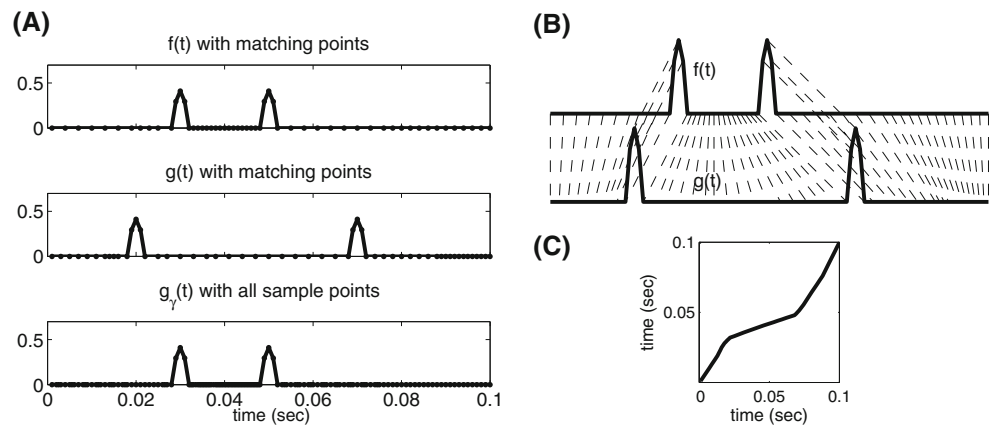 (A)
f(t) with matching points
0.5
0
g(t) with matching points
0.5
0
g_γ(t) with all sample points
0.5
0
0 0.02 0.04 0.06 0.08 0.1
time (sec)
(B)
f(t)
g(t)
(C)
0.1
0.05
time (sec)
0 0.05 0.1
time (sec)